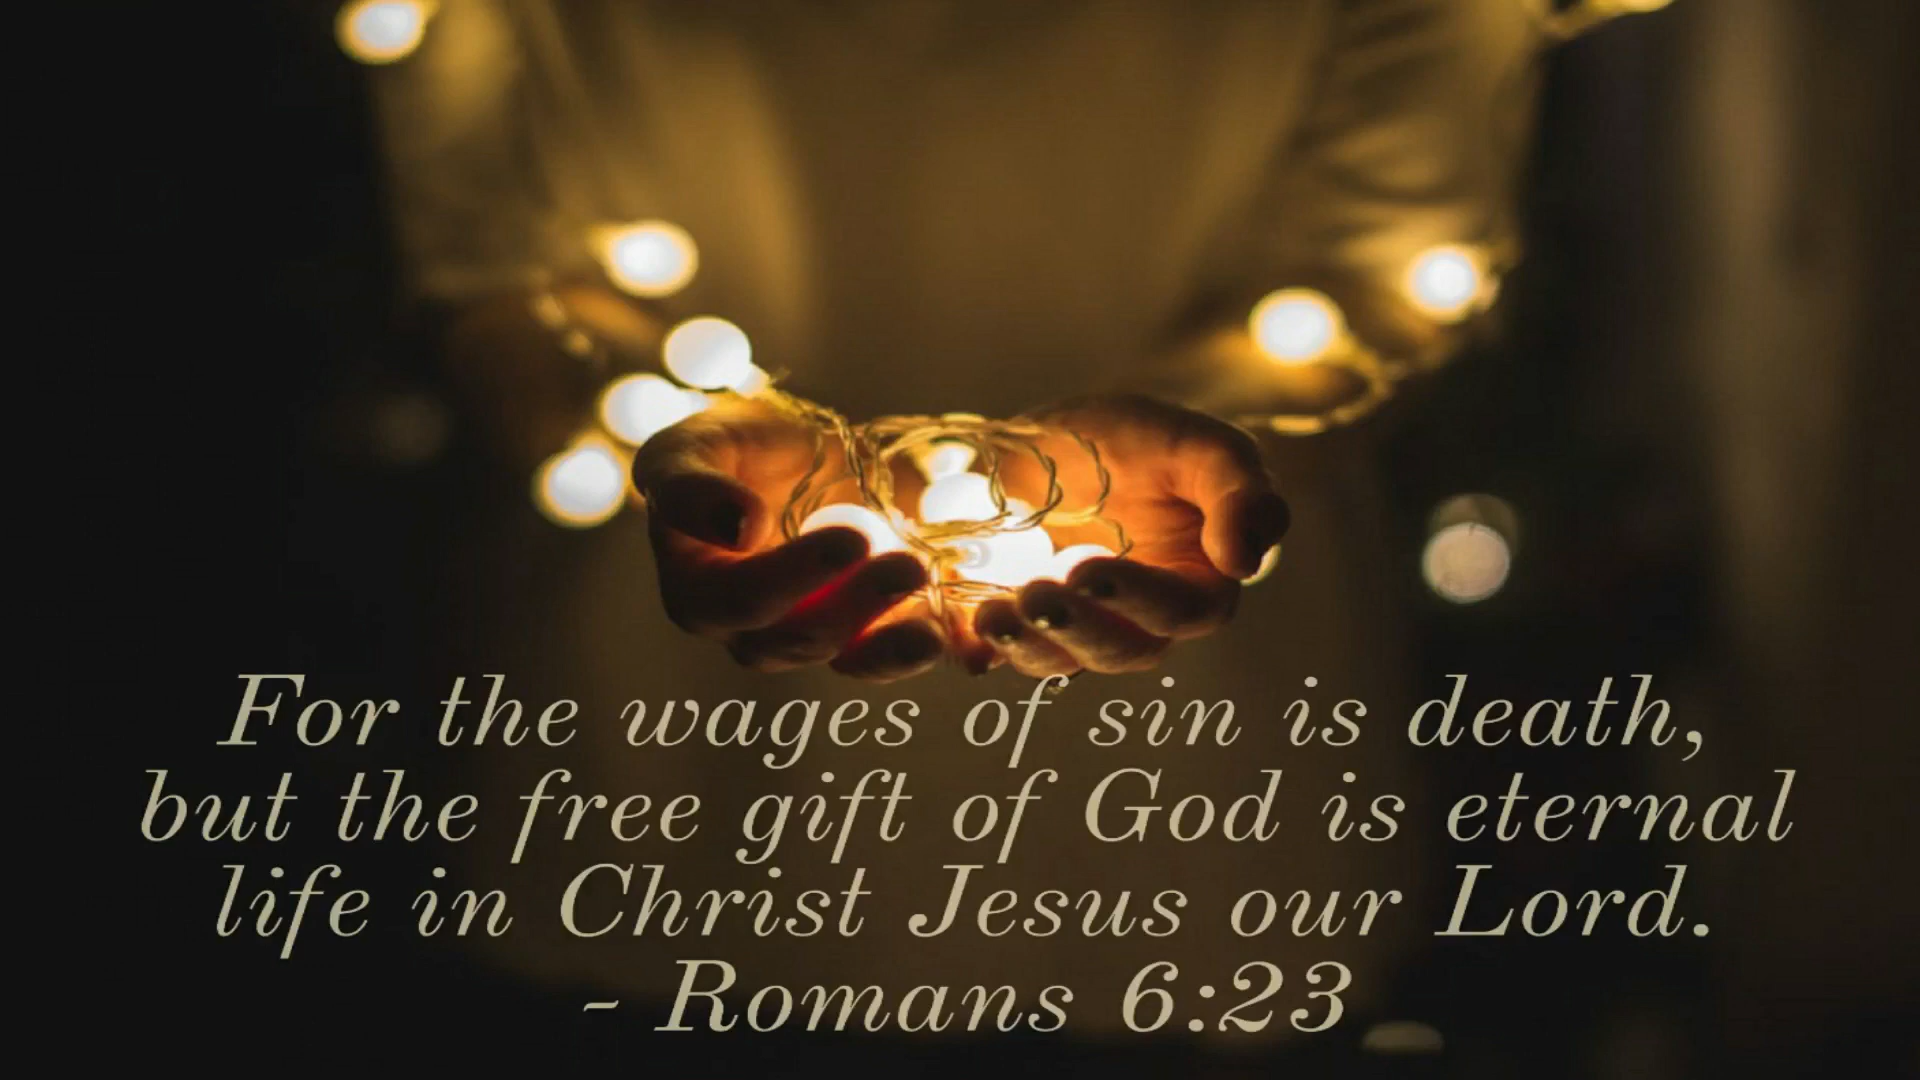 For the wages of sin is death,
but the free gift of God is eternal
life in Christ Jesus our Lord.
- Romans 6:23